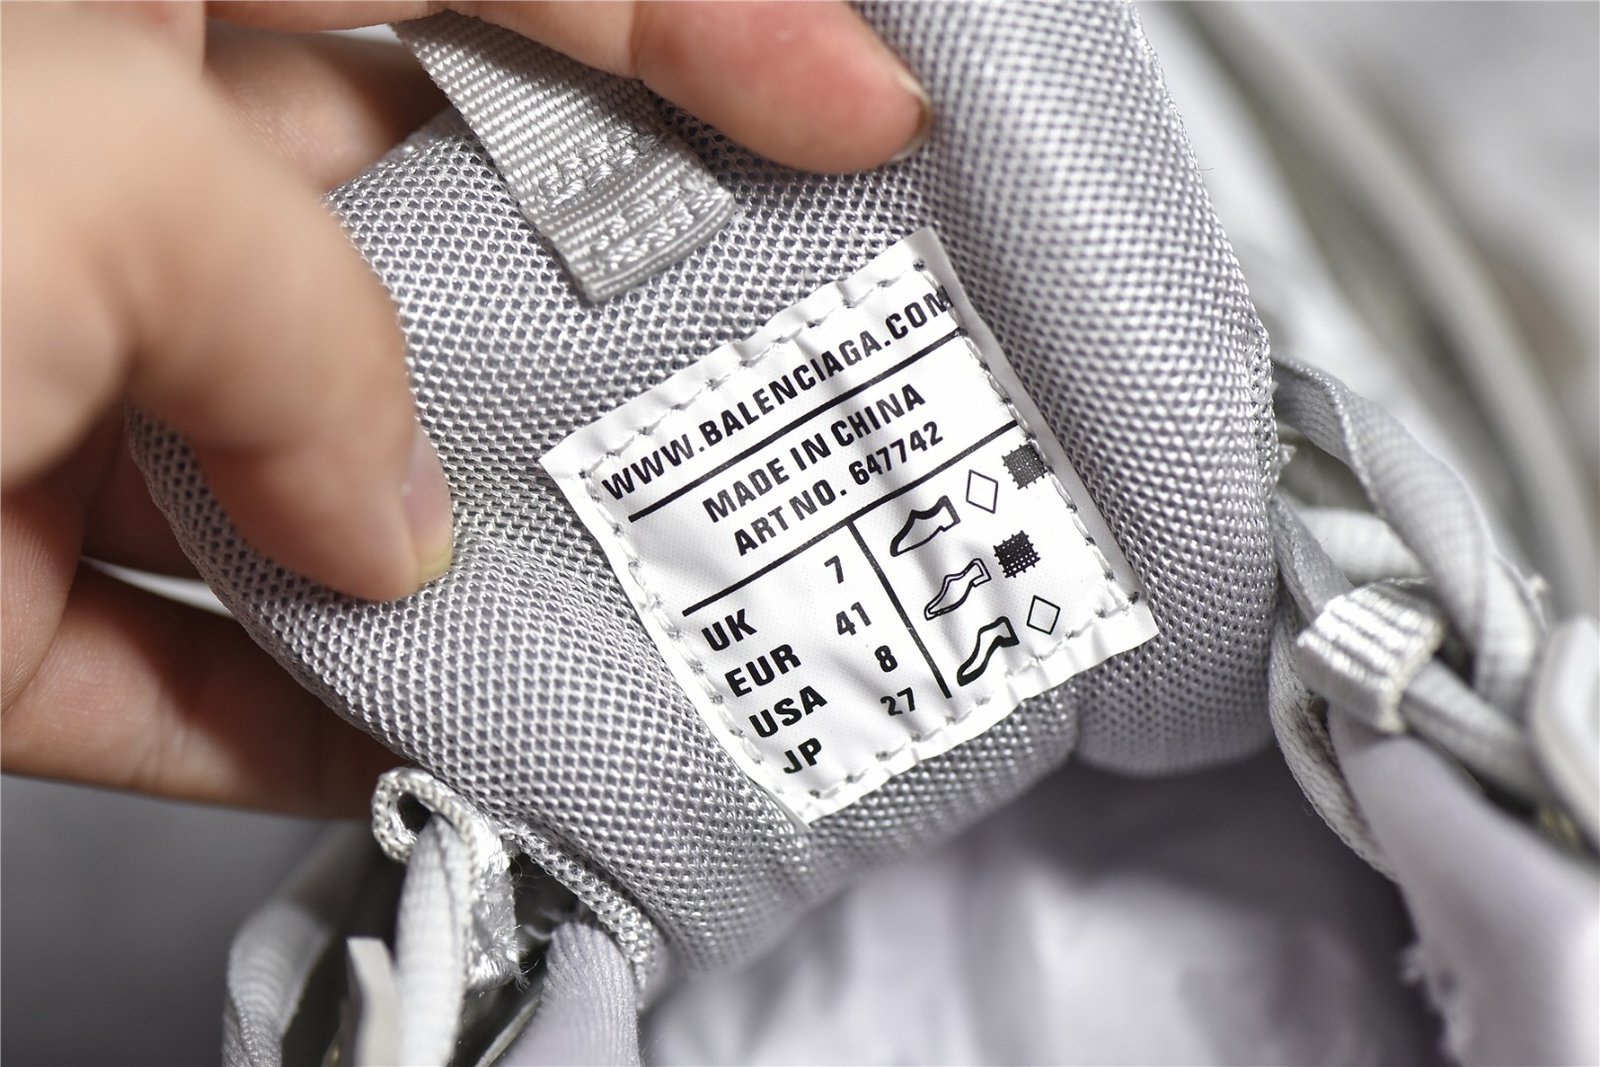 WWW.BALENCIAGA.COM
MADE IN CHINA
ART NO. 647742
UK 7
EUR 41
USA 8
JP 27